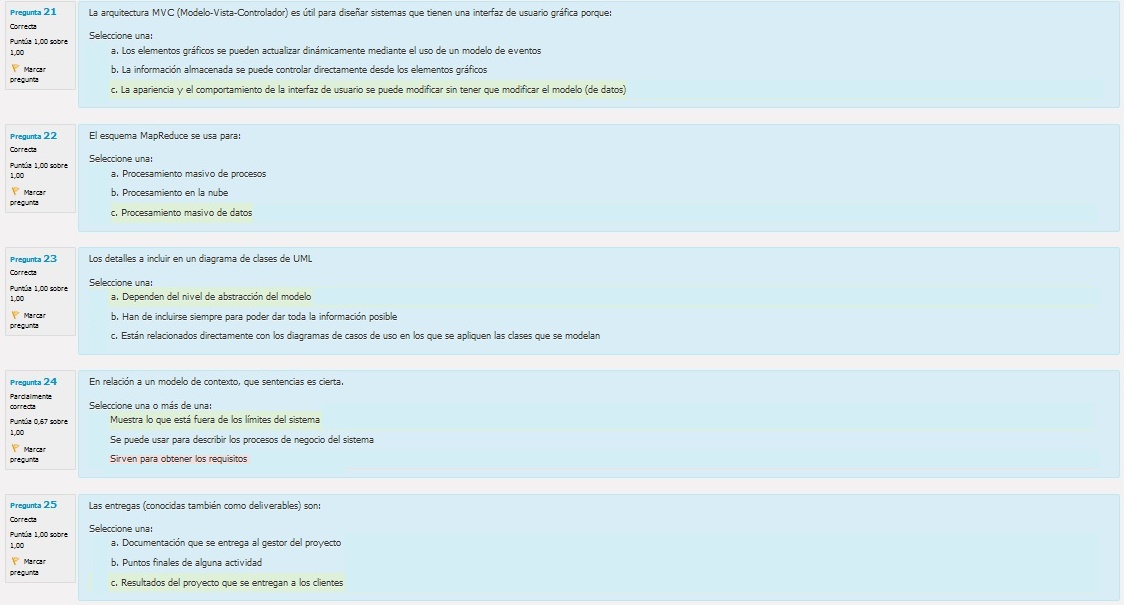 Pregunta 21
Correcta
Puntúa 1,00 sobre
1,00
Marcar
pregunta
La arquitectura MVC (Modelo-Vista-Controlador) es útil para diseñar sistemas que tienen una interfaz de usuario gráfica porque:
Seleccione una:
a. Los elementos gráficos se pueden actualizar dinámicamente mediante el uso de un modelo de eventos
b. La información almacenada se puede controlar directamente desde los elementos gráficos
c. La apariencia y el comportamiento de la interfaz de usuario se puede modificar sin tener que modificar el modelo (de datos)
Pregunta 22
Correcta
Puntúa 1,00 sobre
1,00
Marcar
pregunta
El esquema MapReduce se usa para:
Seleccione una:
a. Procesamiento masivo de procesos
b. Procesamiento en la nube
c. Procesamiento masivo de datos
Pregunta 23
Correcta
Puntúa 1,00 sobre
1,00
Marcar
pregunta
Los detalles a incluir en un diagrama de clases de UML
Seleccione una:
a. Dependen del nivel de abstracción del modelo
b. Han de incluirse siempre para poder dar toda la información posible
c. Están relacionados directamente con los diagramas de casos de uso en los que se apliquen las clases que se modelan
Pregunta 24
Parcialmente
correcta
Puntúa 0,67 sobre
1,00
Marcar
pregunta
En relación a un modelo de contexto, que sentencias es cierta.
Seleccione una o más de una:
Muestra lo que está fuera de los límites del sistema
Se puede usar para describir los procesos de negocio del sistema
Sirven para obtener los requisitos
Pregunta 25
Correcta
Puntúa 1,00 sobre
1,00
Marcar
pregunta
Las entregas (conocidas también como deliverables) son:
Seleccione una:
a. Documentación que se entrega al gestor del proyecto
b. Puntos finales de alguna actividad
c. Resultados del proyecto que se entregan a los clientes